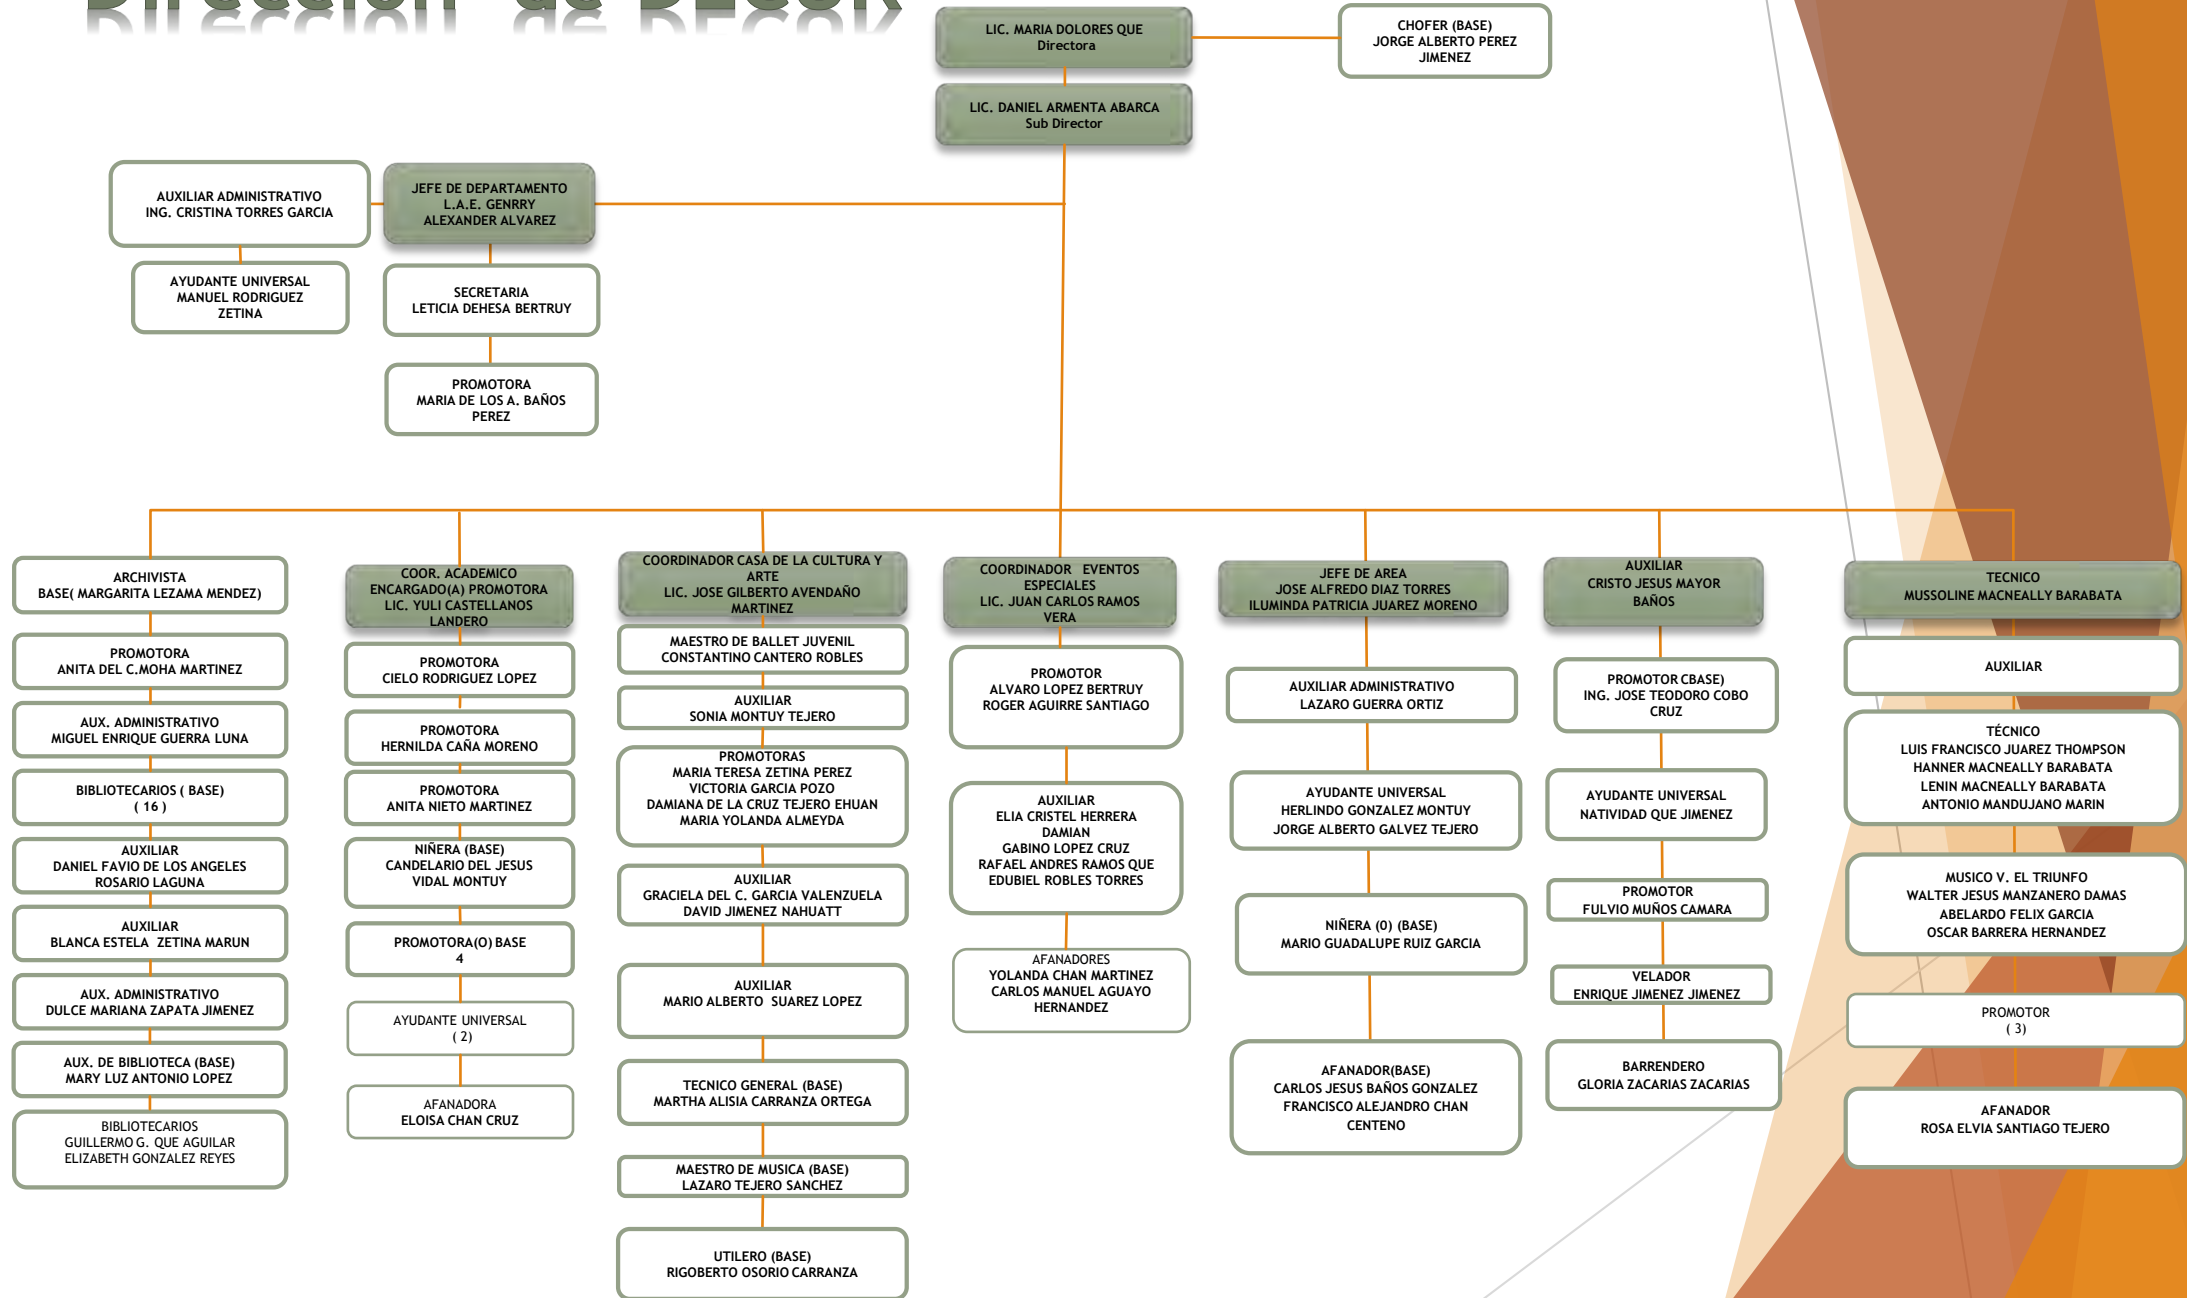 Dirección de DECUR
LIC. MARIA DOLORES QUE
Directora
CHOFER (BASE)
JORGE ALBERTO PEREZ
JIMENEZ
LIC. DANIEL ARMENTA ABARCA
Sub Director
AUXILIAR ADMINISTRATIVO
ING. CRISTINA TORRES GARCIA
JEFE DE DEPARTAMENTO
L.A.E. GENRRY
ALEXANDER ALVAREZ
AYUDANTE UNIVERSAL
MANUEL RODRIGUEZ
ZETINA
SECRETARIA
LETICIA DEHESA BERTRUY
PROMOTORA
MARIA DE LOS A. BAÑOS
PEREZ
ARCHIVISTA
BASE( MARGARITA LEZAMA MENDEZ)
PROMOTORA
ANITA DEL C.MOHA MARTINEZ
AUX. ADMINISTRATIVO
MIGUEL ENRIQUE GUERRA LUNA
BIBLIOTECARIOS ( BASE)
( 16)
AUXILIAR
DANIEL FAVIO DE LOS ANGELES
ROSARIO LAGUNA
AUXILIAR
BLANCA ESTELA  ZETINA MARUN
AUX. ADMINISTRATIVO
DULCE MARIANA ZAPATA JIMENEZ
AUX. DE BIBLIOTECA (BASE)
MARY LUZ ANTONIO LOPEZ
BIBLIOTECARIOS
GUILLERMO G. QUE AGUILAR
ELIZABETH GONZALEZ REYES
COOR. ACADEMICO
ENCARGADO(A) PROMOTORA
LIC. YULI CASTELLANOS
LANDERO
PROMOTORA
CIELO RODRIGUEZ LOPEZ
PROMOTORA
HERNILDA CAÑA MORENO
PROMOTORA
ANITA NIETO MARTINEZ
NIÑERA (BASE)
CANDELARIO DEL JESUS
VIDAL MONTUY
PROMOTORA(O) BASE
4
AYUDANTE UNIVERSAL
( 2)
AFANADORA
ELOISA CHAN CRUZ
COORDINADOR CASA DE LA CULTURA Y
ARTE
LIC. JOSE GILBERTO AVENDAÑO
MARTINEZ
MAESTRO DE BALLET JUVENIL
CONSTANTINO CANTERO ROBLES
AUXILIAR
SONIA MONTUY TEJERO
PROMOTORAS
MARIA TERESA ZETINA PEREZ
VICTORIA GARCIA POZO
DAMIANA DE LA CRUZ TEJERO EHUAN
MARIA YOLANDA ALMEYDA
AUXILIAR
GRACIELA DEL C. GARCIA VALENZUELA
DAVID JIMENEZ NAHUATT
AUXILIAR
MARIO ALBERTO  SUAREZ LOPEZ
TECNICO GENERAL (BASE)
MARTHA ALISIA CARRANZA ORTEGA
MAESTRO DE MUSICA (BASE)
LAZARO TEJERO SANCHEZ
UTILERO (BASE)
RIGOBERTO OSORIO CARRANZA
COORDINADOR   EVENTOS
ESPECIALES
LIC. JUAN CARLOS RAMOS
VERA
PROMOTOR
ALVARO LOPEZ BERTRUY
ROGER AGUIRRE SANTIAGO
AUXILIAR
ELIA CRISTEL HERRERA
DAMIAN
GABINO LOPEZ CRUZ
RAFAEL ANDRES RAMOS QUE
EDUBIEL ROBLES TORRES
AFANADORES
YOLANDA CHAN MARTINEZ
CARLOS MANUEL AGUAYO
HERNANDEZ
JEFE DE AREA
JOSE ALFREDO DIAZ TORRES
ILUMINDA PATRICIA JUAREZ MORENO
AUXILIAR ADMINISTRATIVO
LAZARO GUERRA ORTIZ
AYUDANTE UNIVERSAL
HERLINDO GONZALEZ MONTUY
JORGE ALBERTO GALVEZ TEJERO
NIÑERA (0) (BASE)
MARIO GUADALUPE RUIZ GARCIA
AFANADOR(BASE)
CARLOS JESUS BAÑOS GONZALEZ
FRANCISCO ALEJANDRO CHAN
CENTENO
AUXILIAR
CRISTO JESUS MAYOR
BAÑOS
PROMOTOR CBASE)
ING. JOSE TEODORO COBO
CRUZ
AYUDANTE UNIVERSAL
NATIVIDAD QUE JIMENEZ
PROMOTOR
FULVIO MUÑOS CAMARA
VELADOR
ENRIQUE JIMENEZ JIMENEZ
BARRENDERO
GLORIA ZACARIAS ZACARIAS
TECNICO
MUSSOLINE MACNEALLY BARABATA
AUXILIAR
TÉCNICO
LUIS FRANCISCO JUAREZ THOMPSON
HANNER MACNEALLY BARABATA
LENIN MACNEALLY BARABATA
ANTONIO MANDUJANO MARIN
MUSICO V. EL TRIUNFO
WALTER JESUS MANZANERO DAMAS
ABELARDO FELIX GARCIA
OSCAR BARRERA HERNANDEZ
PROMOTOR
( 3)
AFANADOR
ROSA ELVIA SANTIAGO TEJERO